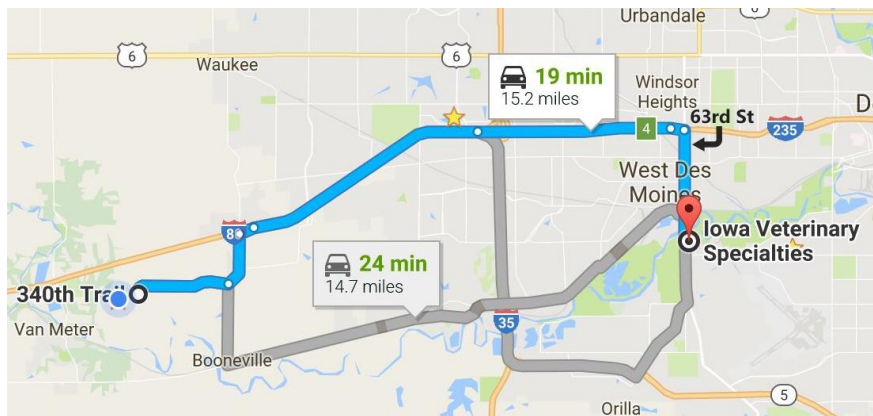 Urbandale
6
6
Waukee
19 min
15.2 miles
Windsor
Heights
4
63rd St
235
West Des
Moines
Iowa Veterinary
Specialties
24 min
14.7 miles
340th Trail
Van Meter
35
Booneville
5
Orilla